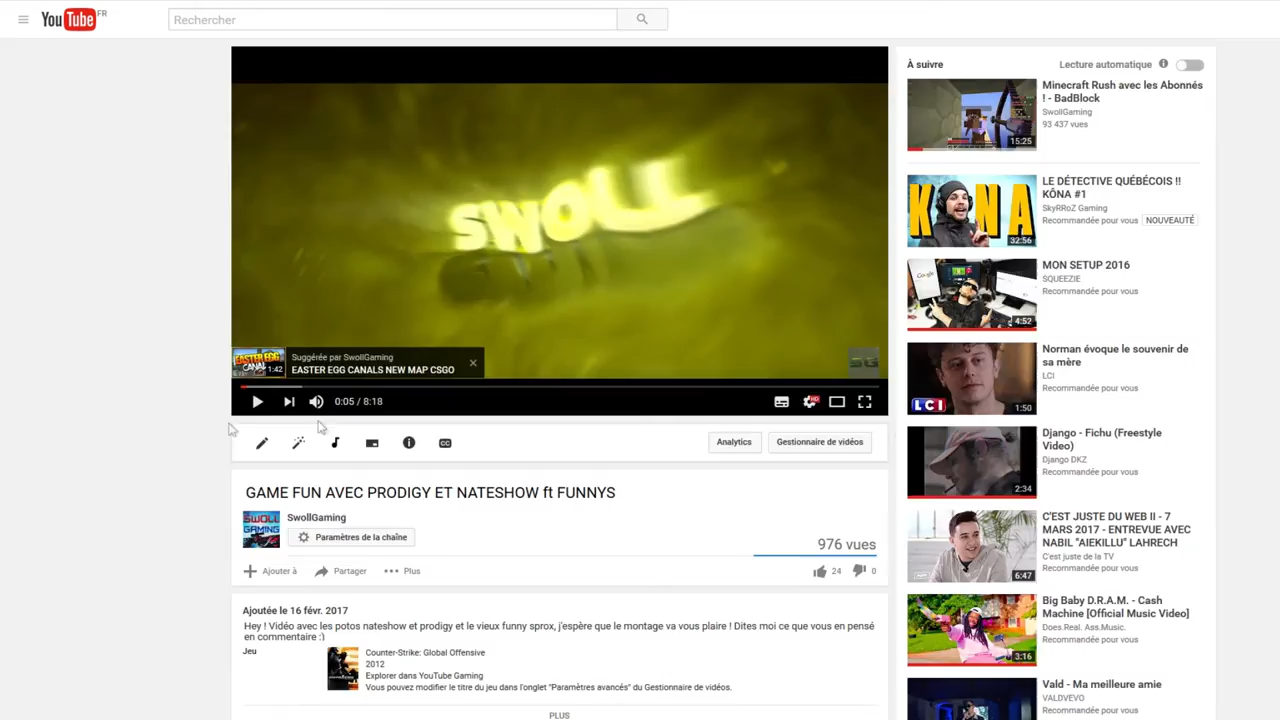 YouTube FR
Rechercher
SWOLL
EASTER EGG
CANAL
1:42
Suggérée par SwollGaming
EASTER EGG CANALS NEW MAP CSGO
SG
0:05 / 8:18
HD
CC
Analytics
Gestionnaire de vidéos
GAME FUN AVEC PRODIGY ET NATESHOW ft FUNNYS
SWOLL
GAMING
SwollGaming
Paramètres de la chaîne
976 vues
Ajouter à
Partager
Plus
24
0
Ajoutée le 16 févr. 2017
Hey ! Vidéo avec les potos nateshow et prodigy et le vieux funny sprox, j'espère que le montage va vous plaire ! Dites moi ce que vous en pensé
en commentaire :)
Jeu
Counter-Strike: Global Offensive
2012
Explorer dans YouTube Gaming
Vous pouvez modifier le titre du jeu dans l'onglet "Paramètres avancés" du Gestionnaire de vidéos.
PLUS
À suivre
Lecture automatique
15:25
Minecraft Rush avec les Abonnés
! - BadBlock
SwollGaming
93 437 vues
KONA
32:56
LE DÉTECTIVE QUÉBÉCOIS !!
KÔNA #1
SkyRRoZ Gaming
Recommandée pour vous
NOUVEAUTÉ
Google
4:52
MON SETUP 2016
SQUEEZIE
Recommandée pour vous
LCI
1:50
Norman évoque le souvenir de
sa mère
LCI
Recommandée pour vous
2:34
Django - Fichu (Freestyle
Video)
Django DKZ
Recommandée pour vous
6:47
C'EST JUSTE DU WEB II - 7
MARS 2017 - ENTREVUE AVEC
NABIL "AIEKILLU" LAHRECH
C'est juste de la TV
Recommandée pour vous
3:16
Big Baby D.R.A.M. - Cash
Machine [Official Music Video]
Does.Real. Ass.Music.
Recommandée pour vous
Vald - Ma meilleure amie
VALDVEVO
Recommandée pour vous